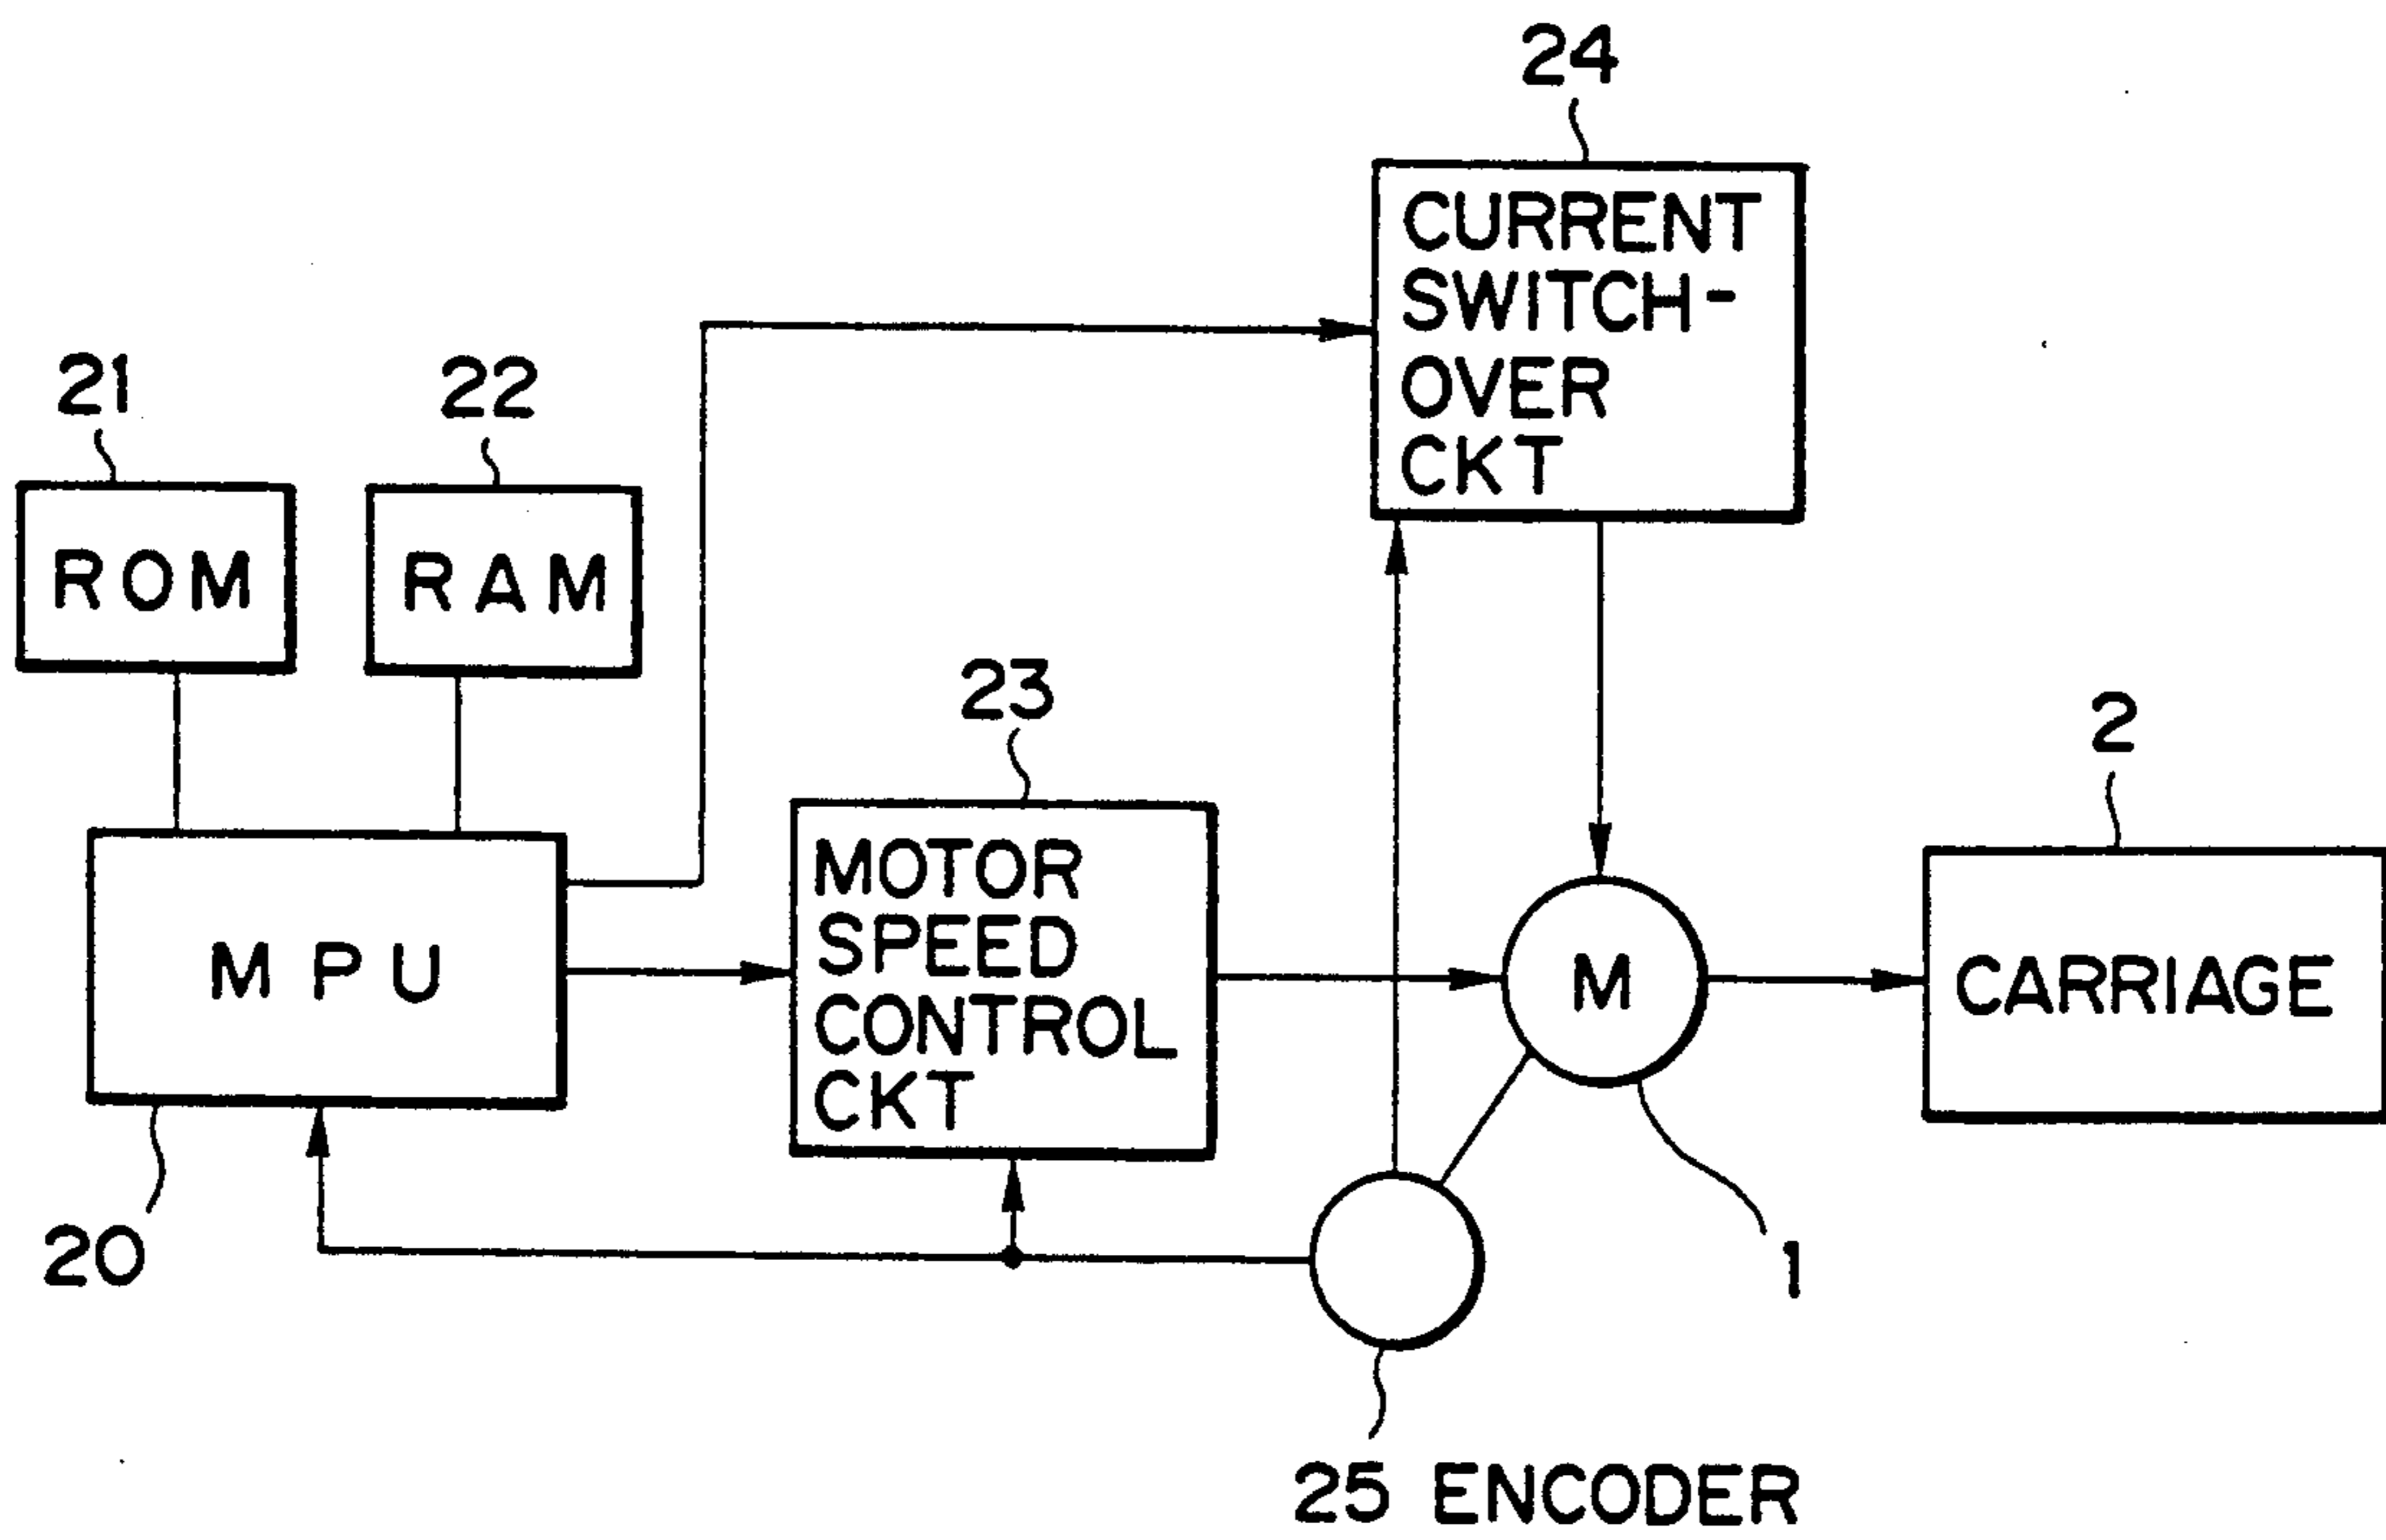 24
CURRENT
SWITCH-
OVER
CKT
21
ROM
22
RAM
23
MOTOR
SPEED
CONTROL
CKT
2
CARRIAGE
MPU
M
20
1
25 ENCODER